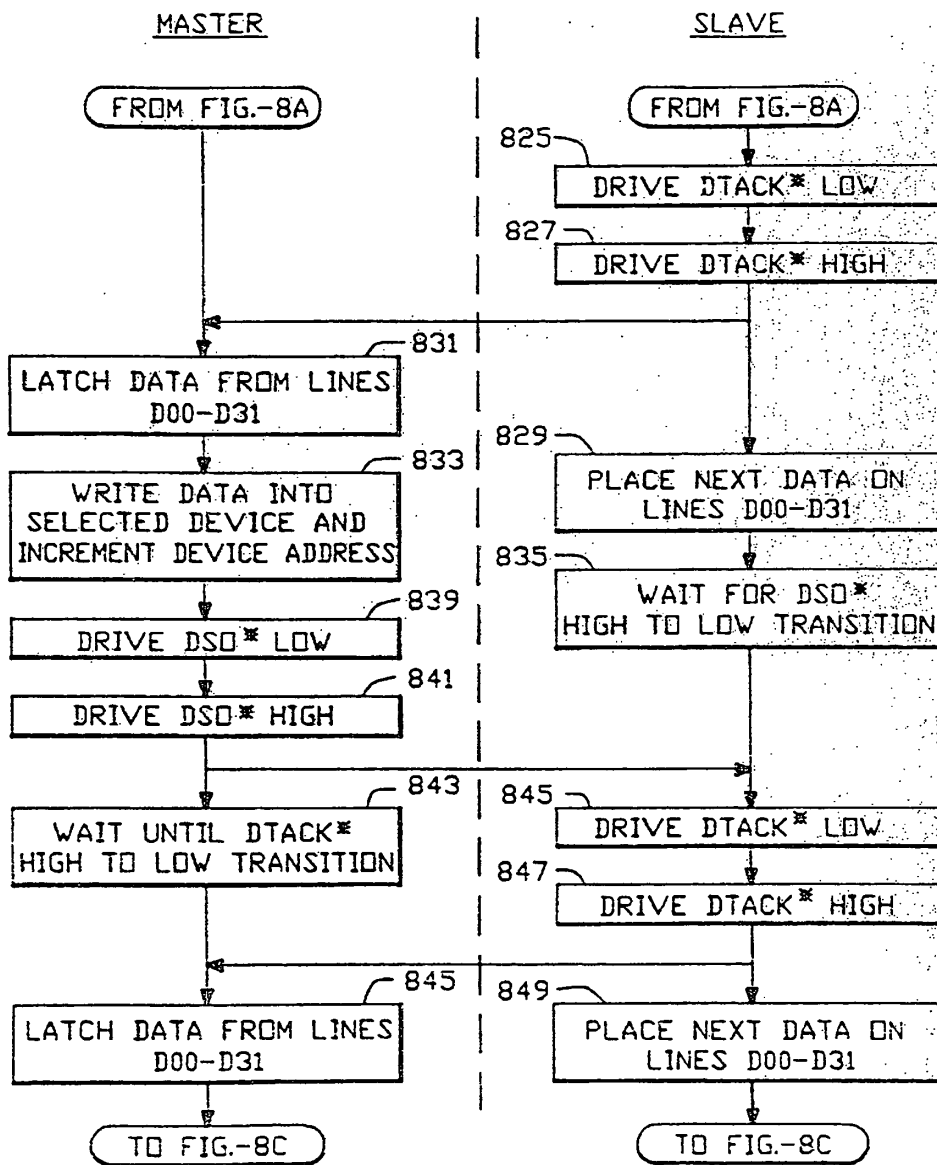 MASTER
SLAVE
FROM FIG.-8A
FROM FIG.-8A
825
DRIVE DTACK* LOW
827
DRIVE DTACK* HIGH
831
LATCH DATA FROM LINES
D00-D31
829
PLACE NEXT DATA ON
LINES D00-D31
833
WRITE DATA INTO
SELECTED DEVICE AND
INCREMENT DEVICE ADDRESS
835
WAIT FOR DSO*
HIGH TO LOW TRANSITION
839
DRIVE DSO* LOW
841
DRIVE DSO* HIGH
843
WAIT UNTIL DTACK*
HIGH TO LOW TRANSITION
845
DRIVE DTACK* LOW
847
DRIVE DTACK* HIGH
845
LATCH DATA FROM LINES
D00-D31
849
PLACE NEXT DATA ON
LINES D00-D31
TO FIG.-8C
TO FIG.-8C